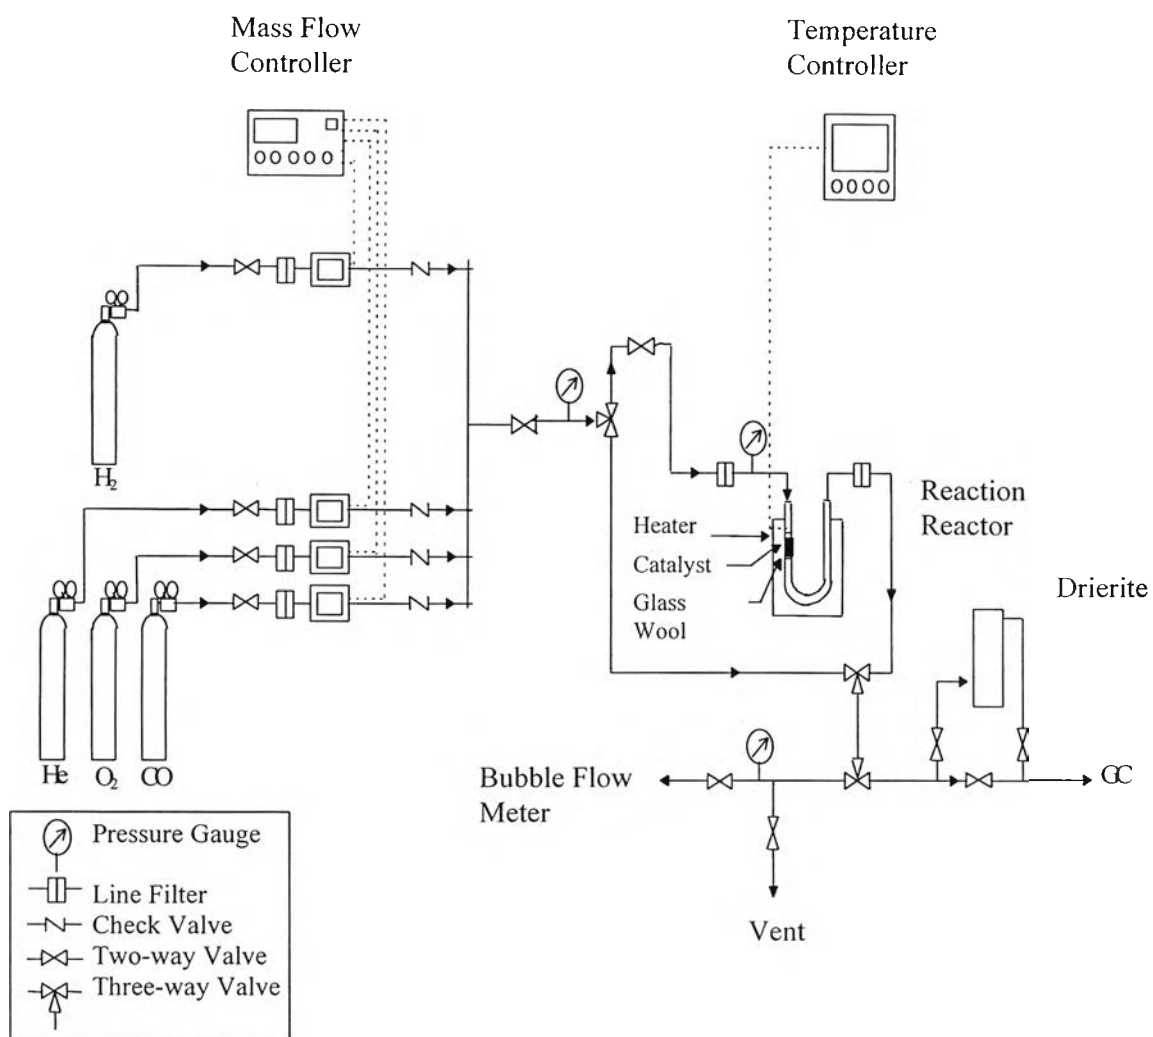 Mass Flow
Controller
Temperature
Controller
H₂
Heater
Catalyst
Glass
Wool
Reaction
Reactor
Drierite
He
O₂
CO
Bubble Flow
Meter
GC
Vent
Pressure Gauge
Line Filter
Check Valve
Two-way Valve
Three-way Valve